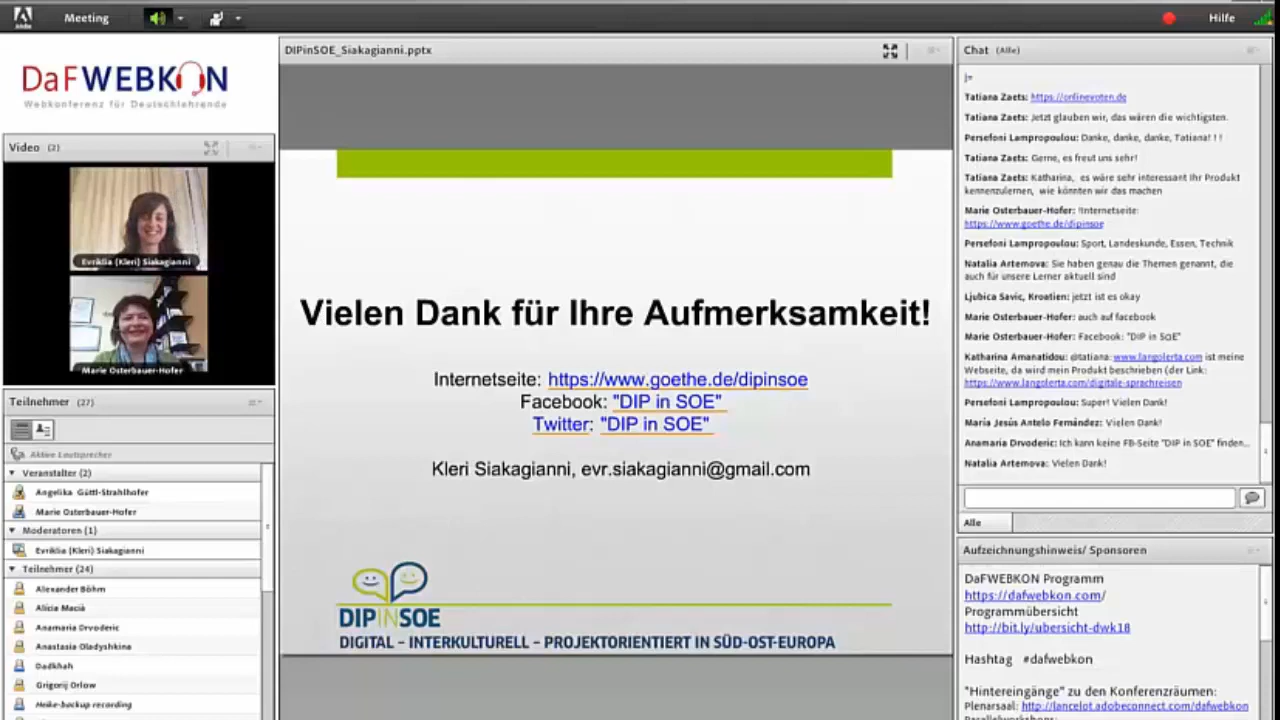 Meeting
Hilfe
DaFWEBKON
Webkonferenz für Deutschlehrende
Video (2)
Evriklia (Kleri) Siakagianni
Marie Osterbauer-Hofer
Teilnehmer (27)
Aktive Lautsprecher
Veranstalter (2)
Angelika Güttl-Strahlhofer
Marie Osterbauer-Hofer
Moderatoren (1)
Evriklia (Kleri) Siakagianni
Teilnehmer (24)
Alexander Böhm
Alicia Macià
Anamaria Drvoderic
Anastasia Oladyshkina
Dadkhah
Grigorij Orlow
Heike-backup recording
DIPinSOE_Siakagianni.pptx
Vielen Dank für Ihre Aufmerksamkeit!
Internetseite: https://www.goethe.de/dipinsoe
Facebook: "DIP in SOE"
Twitter: "DIP in SOE"
Kleri Siakagianni, evr.siakagianni@gmail.com
DIPINSOE
DIGITAL – INTERKULTURELL – PROJEKTORIENTIERT IN SÜD-OST-EUROPA
Chat (Alle)
Tatiana Zaets: https://onlinevoten.de
Tatiana Zaets: Jetzt glauben wir, das wären die wichtigsten.
Persefoni Lampropoulou: Danke, danke, danke, Tatiana! ! !
Tatiana Zaets: Gerne, es freut uns sehr!
Tatiana Zaets: Katharina, es wäre sehr interessant Ihr Produkt
kennenzulernen, wie könnten wir das machen
Marie Osterbauer-Hofer: !Internetseite:
https://www.goethe.de/dipinsoe
Persefoni Lampropoulou: Sport, Landeskunde, Essen, Technik
Natalia Artemova: Sie haben genau die Themen genannt, die
auch für unsere Lerner aktuell sind
Ljubica Savic, Kroatien: jetzt ist es okay
Marie Osterbauer-Hofer: auch auf facebook
Marie Osterbauer-Hofer: Facebook: "DIP in SOE"
Katharina Amanatidou: @tatiana: www.langolerta.com ist meine
Webseite, da wird mein Produkt beschrieben (der Link:
https://www.langolerta.com/digitale-sprachreisen
Persefoni Lampropoulou: Super! Vielen Dank!
María Jesús Antelo Fernández: Vielen Dank!
Anamaria Drvoderic: Ich kann keine FB-Seite "DIP in SOE" finden...
Natalia Artemova: Vielen Dank!
Alle
Aufzeichnungshinweis/ Sponsoren
DaFWEBKON Programm
https://dafwebkon.com/
Programmübersicht
http://bit.ly/ubersicht-dwk18
Hashtag #dafwebkon
"Hintereingänge" zu den Konferenzräumen:
Plenarsaal: http://lancelot.adobeconnect.com/dafwebkon